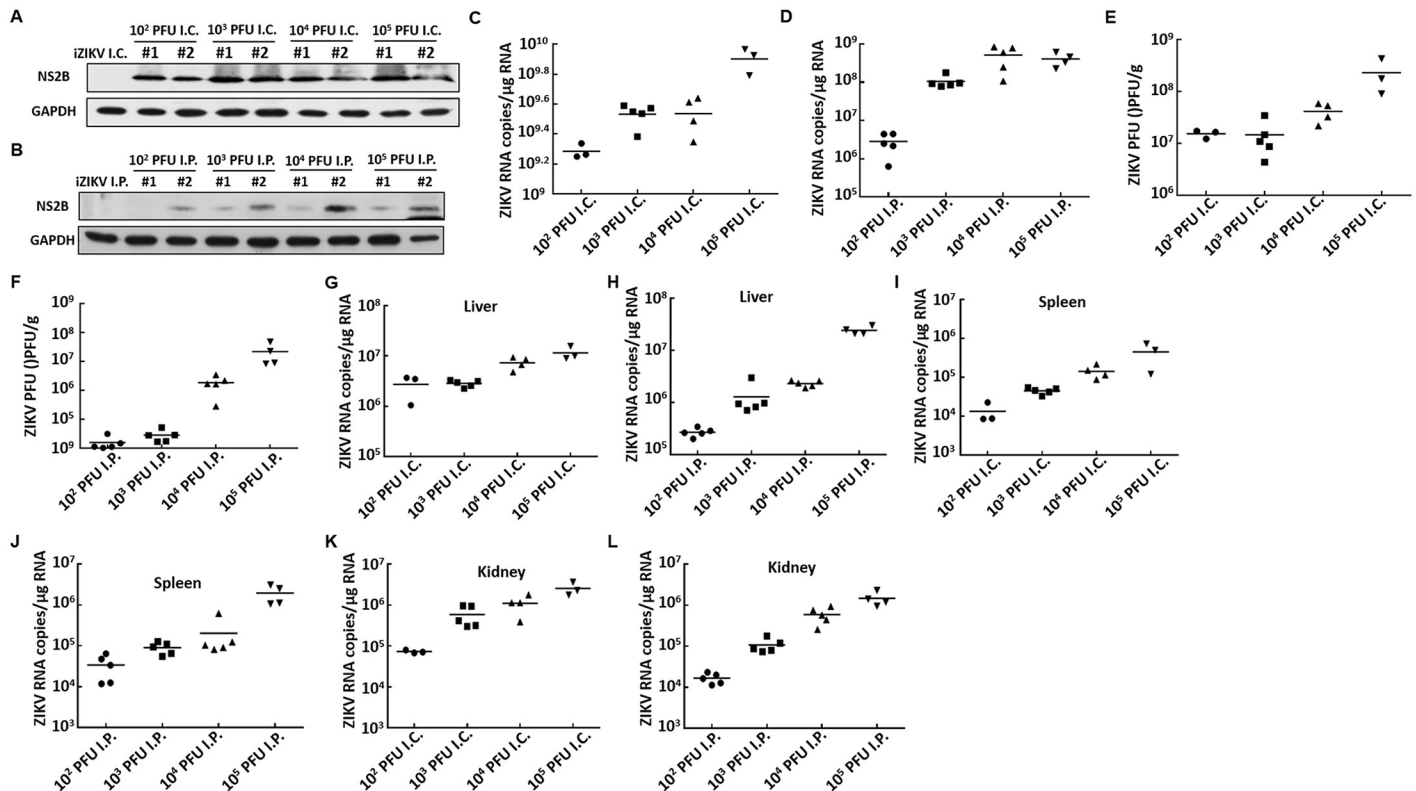 A
10² PFU I.C. 10³ PFU I.C. 10⁴ PFU I.C. 10⁵ PFU I.C.
iZIKV I.C. #1 #2 #1 #2 #1 #2 #1 #2
NS2B
GAPDH
B
10² PFU I.P. 10³ PFU I.P. 10⁴ PFU I.P. 10⁵ PFU I.P.
iZIKV I.P. #1 #2 #1 #2 #1 #2 #1 #2
NS2B
GAPDH
C
ZIKV RNA copies/µg RNA
10¹⁰
10⁹·⁸
10⁹·⁶
10⁹·⁴
10⁹·²
10⁹
10² PFU I.C. 10³ PFU I.C. 10⁴ PFU I.C. 10⁵ PFU I.C.
D
ZIKV RNA copies/µg RNA
10⁹
10⁸
10⁷
10⁶
10⁵
10² PFU I.P. 10³ PFU I.P. 10⁴ PFU I.P. 10⁵ PFU I.P.
E
ZIKV PFU ()PFU/g
10⁹
10⁸
10⁷
10⁶
10² PFU I.C. 10³ PFU I.C. 10⁴ PFU I.C. 10⁵ PFU I.C.
F
ZIKV PFU ()PFU/g
10⁹
10⁸
10⁷
10⁶
10⁵
10⁹
10² PFU I.P. 10³ PFU I.P. 10⁴ PFU I.P. 10⁵ PFU I.P.
G
Liver
ZIKV RNA copies/µg RNA
10⁸
10⁷
10⁶
10⁵
10² PFU I.C. 10³ PFU I.C. 10⁴ PFU I.C. 10⁵ PFU I.C.
H
Liver
ZIKV RNA copies/µg RNA
10⁸
10⁷
10⁶
10⁵
10² PFU I.P. 10³ PFU I.P. 10⁴ PFU I.P. 10⁵ PFU I.P.
I
Spleen
ZIKV RNA copies/µg RNA
10⁷
10⁶
10⁵
10⁴
10³
10² PFU I.C. 10³ PFU I.C. 10⁴ PFU I.C. 10⁵ PFU I.C.
J
Spleen
ZIKV RNA copies/µg RNA
10⁷
10⁶
10⁵
10⁴
10³
10² PFU I.P. 10³ PFU I.P. 10⁴ PFU I.P. 10⁵ PFU I.P.
K
Kidney
ZIKV RNA copies/µg RNA
10⁷
10⁶
10⁵
10⁴
10³
10² PFU I.C. 10³ PFU I.C. 10⁴ PFU I.C. 10⁵ PFU I.C.
L
Kidney
ZIKV RNA copies/µg RNA
10⁷
10⁶
10⁵
10⁴
10³
10² PFU I.P. 10³ PFU I.P. 10⁴ PFU I.P. 10⁵ PFU I.P.